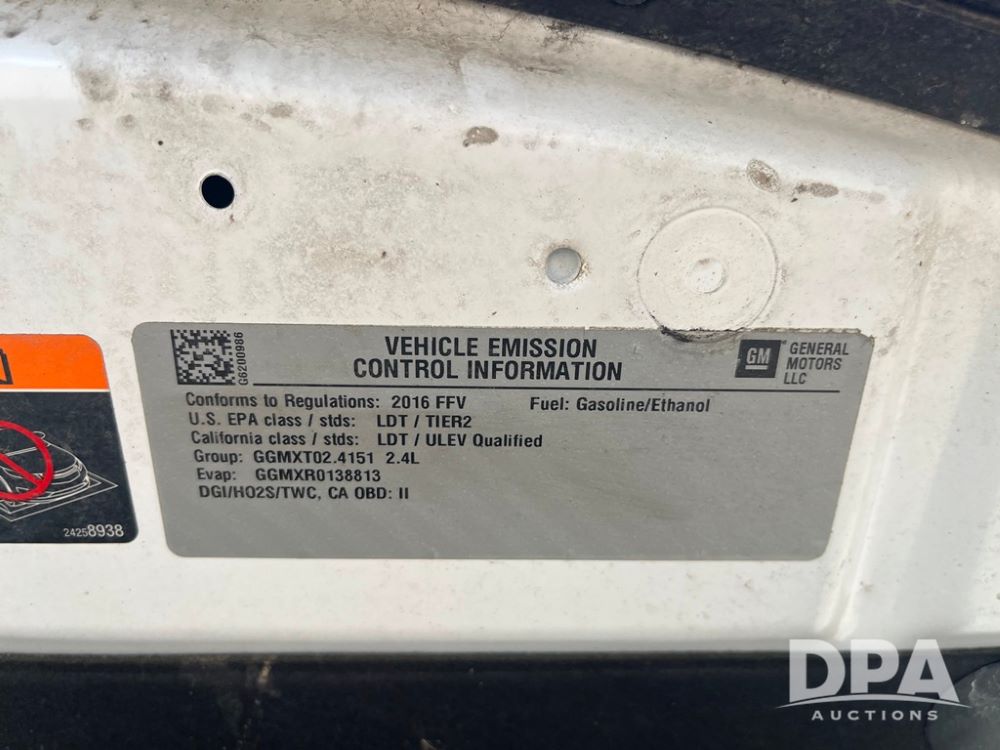 G6200986
VEHICLE EMISSION
CONTROL INFORMATION
GM
GENERAL
MOTORS
LLC
Conforms to Regulations: 2016 FFV Fuel: Gasoline/Ethanol
U.S. EPA class / stds: LDT / TIER2
California class / stds: LDT / ULEV Qualified
Group: GGMXT02.4151 2.4L
Evap: GGMXR0138813
DGI/HO2S/TWC, CA OBD: II
24258938
DPA
AUCTIONS